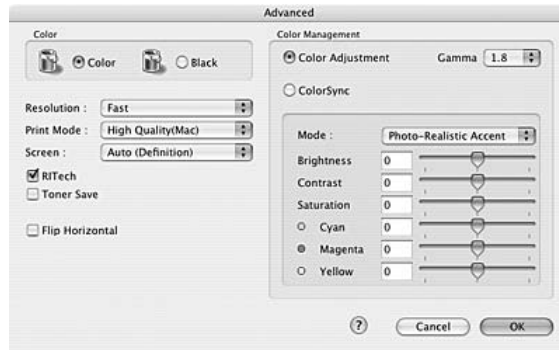 Advanced
Color
Color
Black
Resolution :
Fast
Print Mode :
High Quality(Mac)
Screen :
Auto (Definition)
RITech
Toner Save
Flip Horizontal
Color Management
Color Adjustment
Gamma
1.8
ColorSync
Mode :
Photo-Realistic Accent
Brightness
0
Contrast
0
Saturation
0
Cyan
0
Magenta
0
Yellow
0
?
Cancel
OK